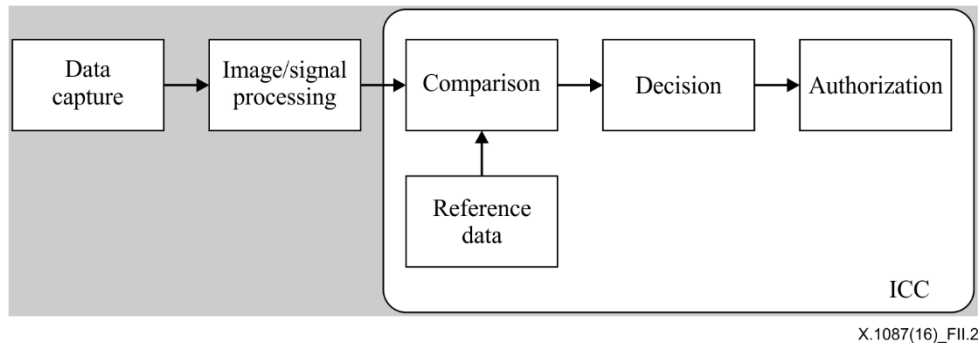 Data
capture
Image/signal
processing
Comparison
Decision
Authorization
Reference
data
ICC
X.1087(16)_FII.2